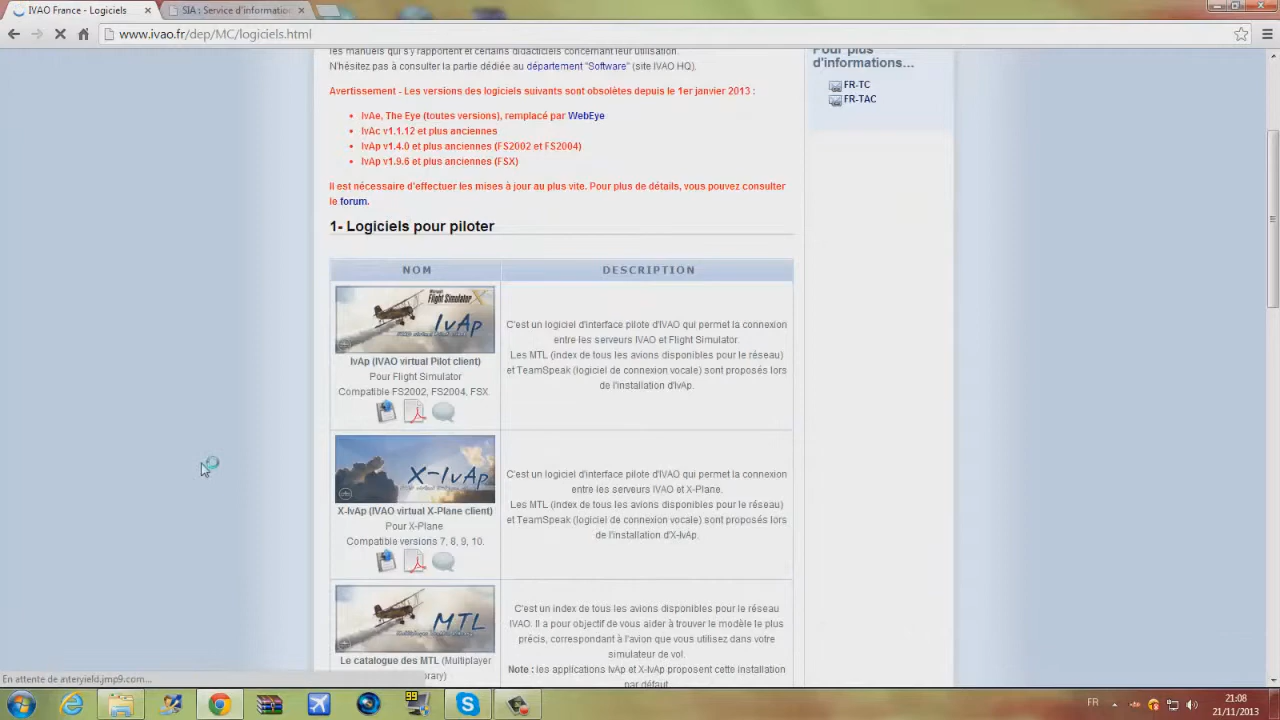 IVAO France - Logiciels
SIA : Service d'informatio
www.ivao.fr/dep/MC/logiciels.html
les manuels qui s'y rapportent et certains didacticiels concernant leur utilisation.
N'hésitez pas à consulter la partie dédiée au département "Software" (site IVAO HQ).
Avertissement - Les versions des logiciels suivants sont obsolètes depuis le 1er janvier 2013 :
IvAe, The Eye (toutes versions), remplacé par WebEye
IvAc v1.1.12 et plus anciennes
IvAp v1.4.0 et plus anciennes (FS2002 et FS2004)
IvAp v1.9.6 et plus anciennes (FSX)
Il est nécessaire d'effectuer les mises à jour au plus vite. Pour plus de détails, vous pouvez consulter
le forum.
Pour plus
d'informations...
FR-TC
FR-TAC
1- Logiciels pour piloter
NOM
DESCRIPTION
Flight Simulator X
IvAp
IvAp (IVAO virtual Pilot client)
Pour Flight Simulator
Compatible FS2002, FS2004, FSX.
C'est un logiciel d'interface pilote d'IVAO qui permet la connexion
entre les serveurs IVAO et Flight Simulator.
Les MTL (index de tous les avions disponibles pour le réseau)
et TeamSpeak (logiciel de connexion vocale) sont proposés lors
de l'installation d'IvAp.
X-IvAp
X-IvAp (IVAO virtual X-Plane client)
Pour X-Plane
Compatible versions 7, 8, 9, 10.
C'est un logiciel d'interface pilote d'IVAO qui permet la connexion
entre les serveurs IVAO et X-Plane.
Les MTL (index de tous les avions disponibles pour le réseau)
et TeamSpeak (logiciel de connexion vocale) sont proposés lors
de l'installation d'X-IvAp.
MTL
Le catalogue des MTL (Multiplayer
rary)
C'est un index de tous les avions disponibles pour le réseau
IVAO. Il a pour objectif de vous aider à trouver le modèle le plus
précis, correspondant à l'avion que vous utilisez dans votre
simulateur de vol.
Note : les applications IvAp et X-IvAp proposent cette installation
par défaut.
En attente de interyield.jmp9.com...
99
FR
21:08
21/11/2013